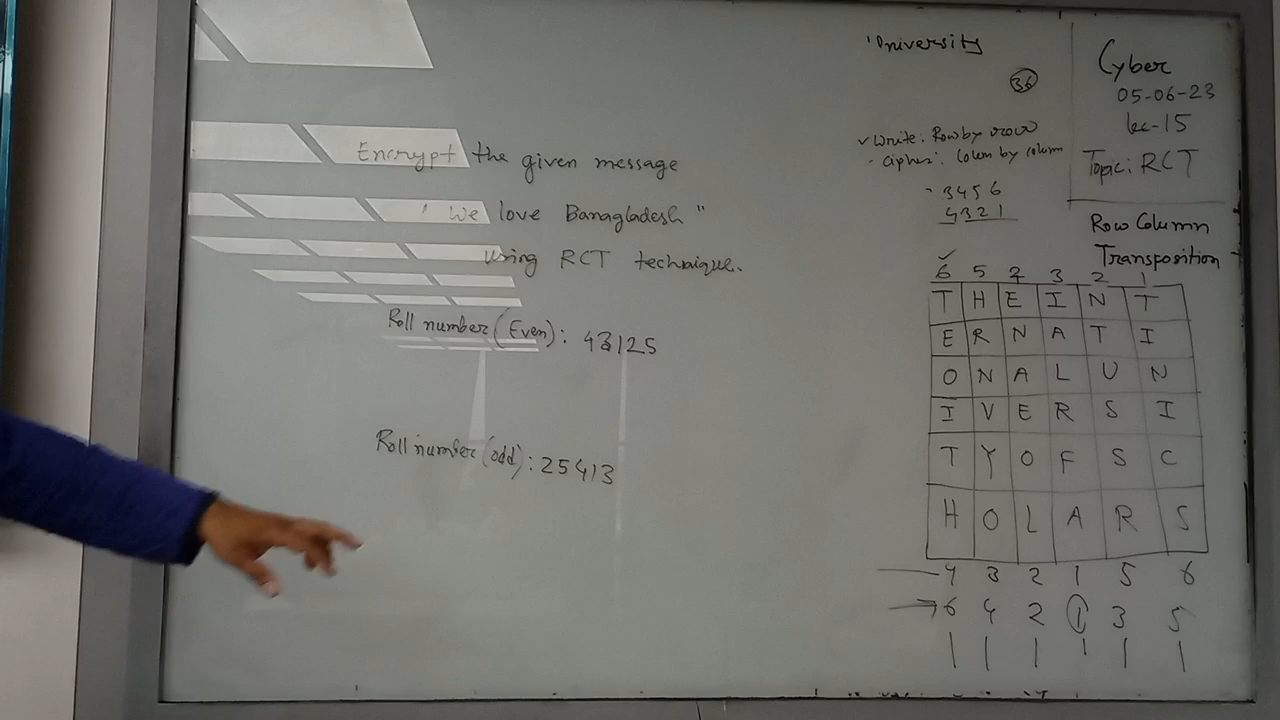 'University
36
Cyber
05-06-23
Lec-15
Topic: RCT
✓ Write: Row by row
- Cipher: Colum by column
- 3456
4321
Row Column
Transposition
Encrypt the given message
" We love Banagladesh "
using RCT technique.
Roll number (Even): 43125
Roll number (odd): 25413
✓
6 5 4 3 2 1
T H E I N T
E R N A T I
O N A L U N
I V E R S I
T Y O F S C
H O L A R S
4 3 2 1 5 6
→ 6 4 2 1 3 5